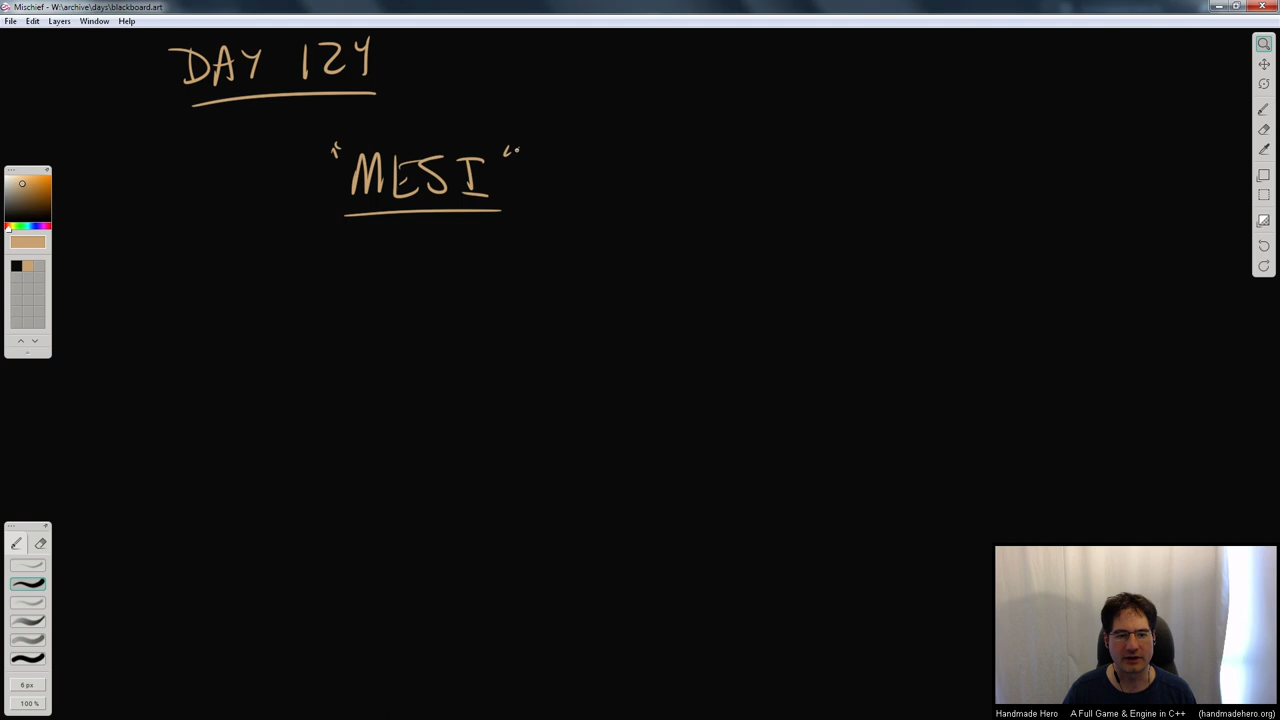 Mischief - W:\archive\days\blackboard.art
File Edit Layers Window Help
DAY 124
"MESI"
6 px
100 %
Handmade Hero A Full Game & Engine in C++ (handmadehero.org)